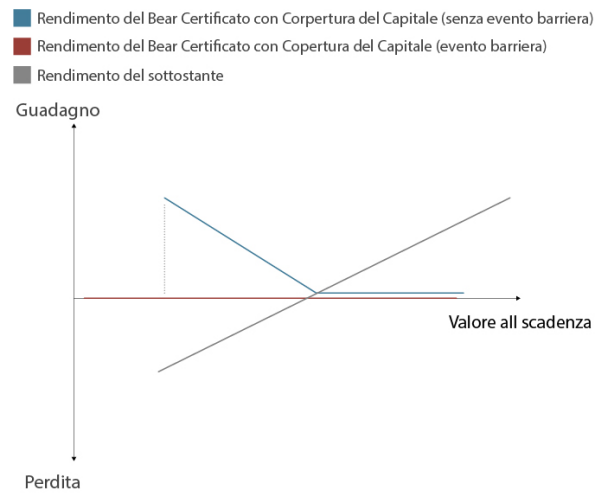 Rendimento del Bear Certificato con Corpertura del Capitale (senza evento barriera)
Rendimento del Bear Certificato con Copertura del Capitale (evento barriera)
Rendimento del sottostante
Guadagno
Valore all scadenza
Perdita